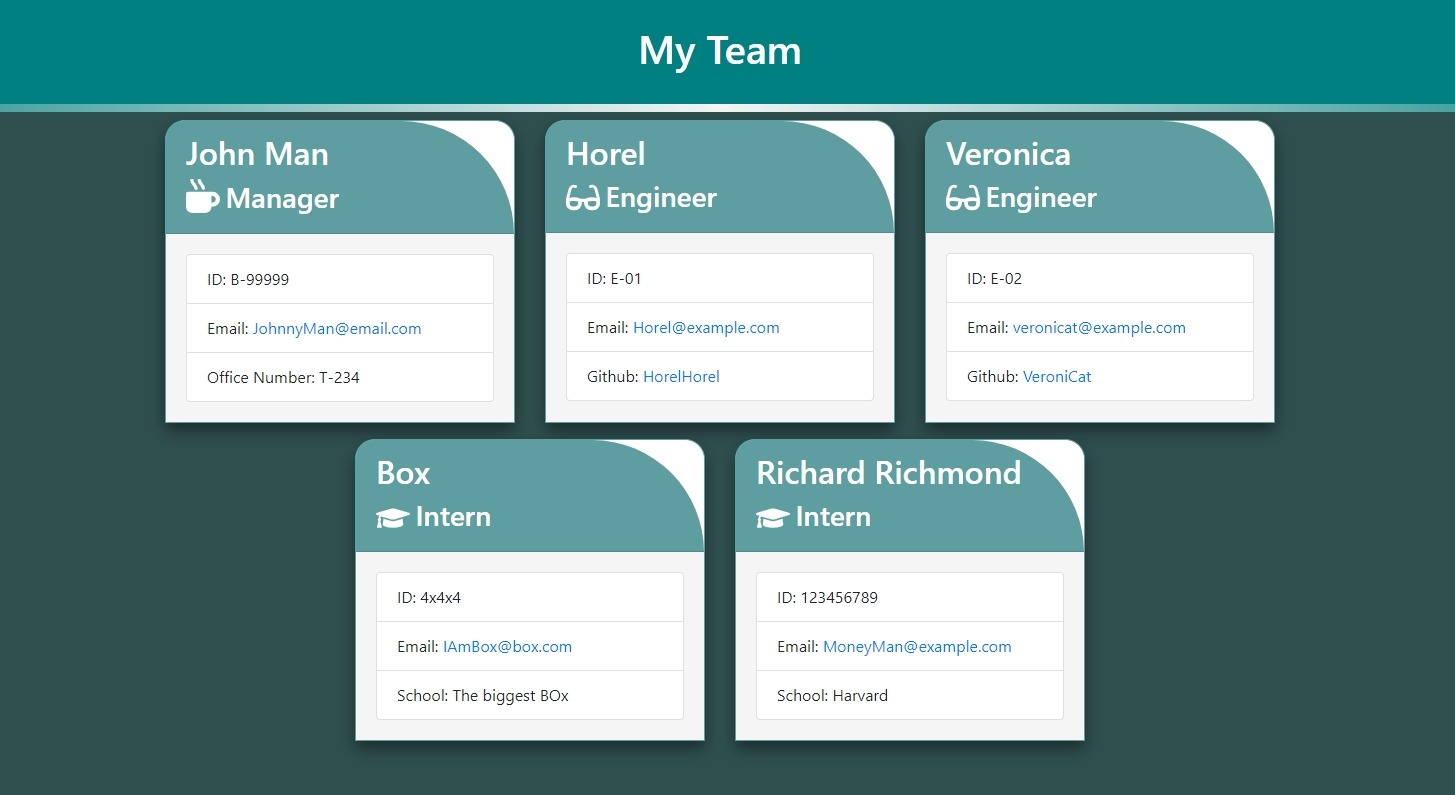 My Team
John Man
Manager
ID: B-99999
Email: JohnnyMan@email.com
Office Number: T-234
Horel
Engineer
ID: E-01
Email: Horel@example.com
Github: HorelHorel
Veronica
Engineer
ID: E-02
Email: veronicat@example.com
Github: VeroniCat
Box
Intern
ID: 4x4x4
Email: IAmBox@box.com
School: The biggest BOx
Richard Richmond
Intern
ID: 123456789
Email: MoneyMan@example.com
School: Harvard